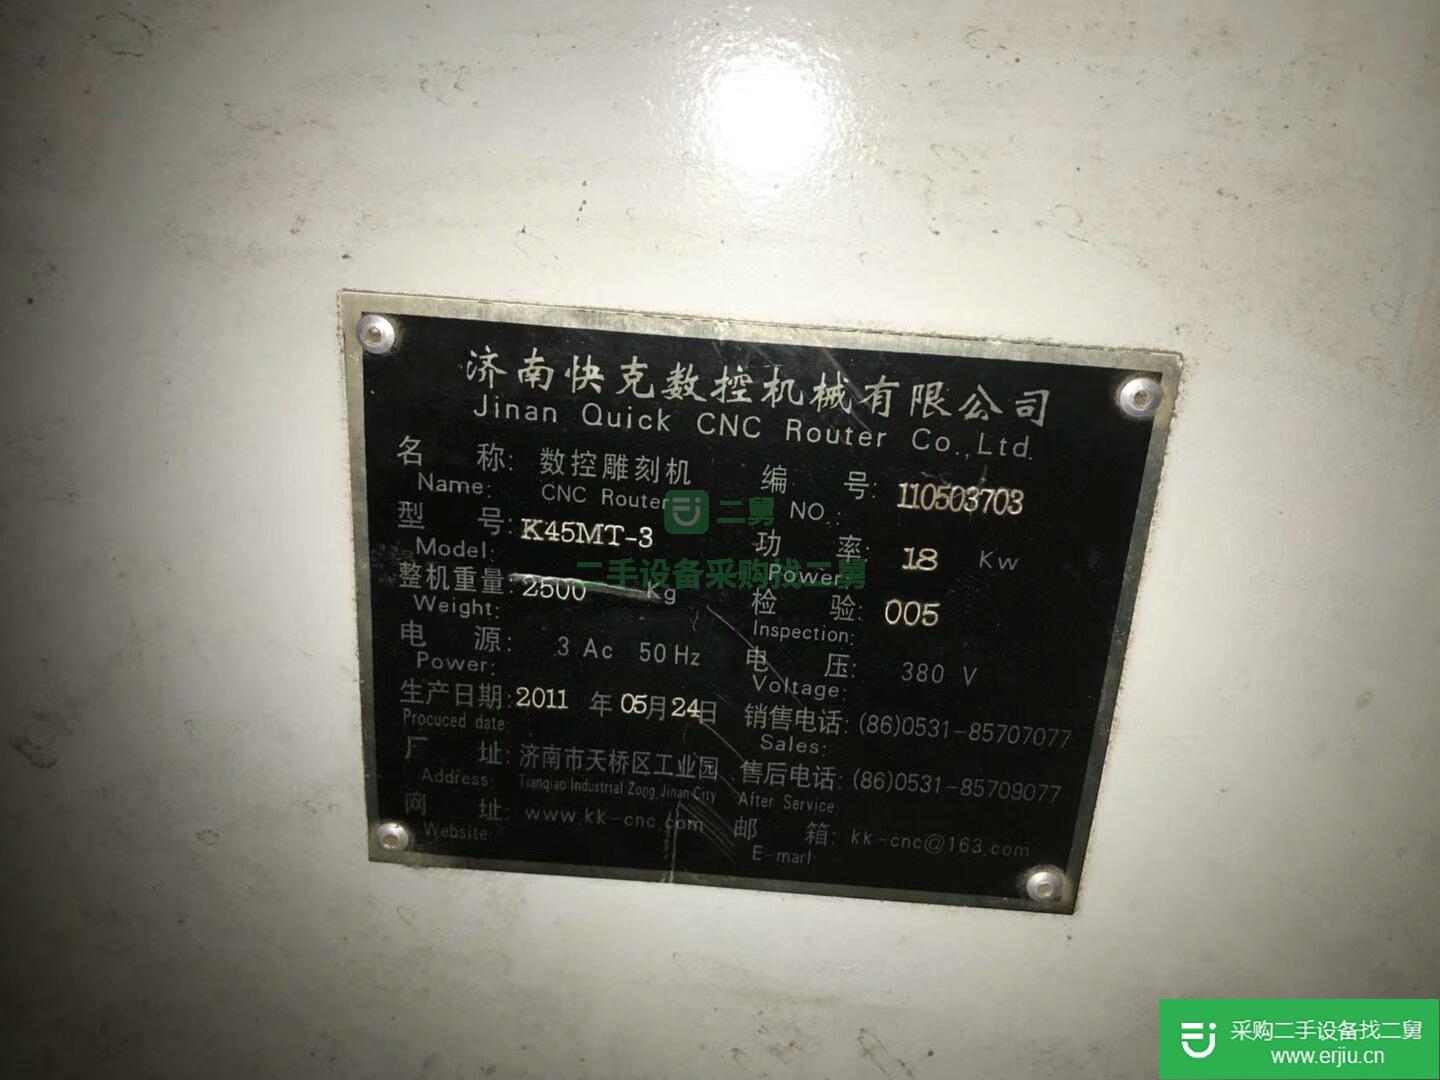 济南快克数控机械有限公司
Jinan Quick CNC Router Co.,Ltd.
名 称: 数控雕刻机
Name: CNC Router
编 号: 110503703
NO.:
型 号: K45MT-3
Model:
功 率: 18 Kw
Power:
整机重量: 2500 Kg
Weight:
检 验: 005
Inspection:
电 源: 3 Ac 50Hz
Power:
电 压: 380 V
Voltage:
生产日期: 2011 年 05月 24日
Procuced date:
销售电话: (86)0531-85707077
Sales:
厂 址: 济南市天桥区工业园
Address: Tianqiao Industrial Zong,Jinan City
售后电话: (86)0531-85709077
After Service:
网 址: www.kk-cnc.com
Website:
邮 箱: kk-cnc@163.com
E-marl:
二舅
二手设备采购找二舅
采购二手设备找二舅
www.erjiu.cn